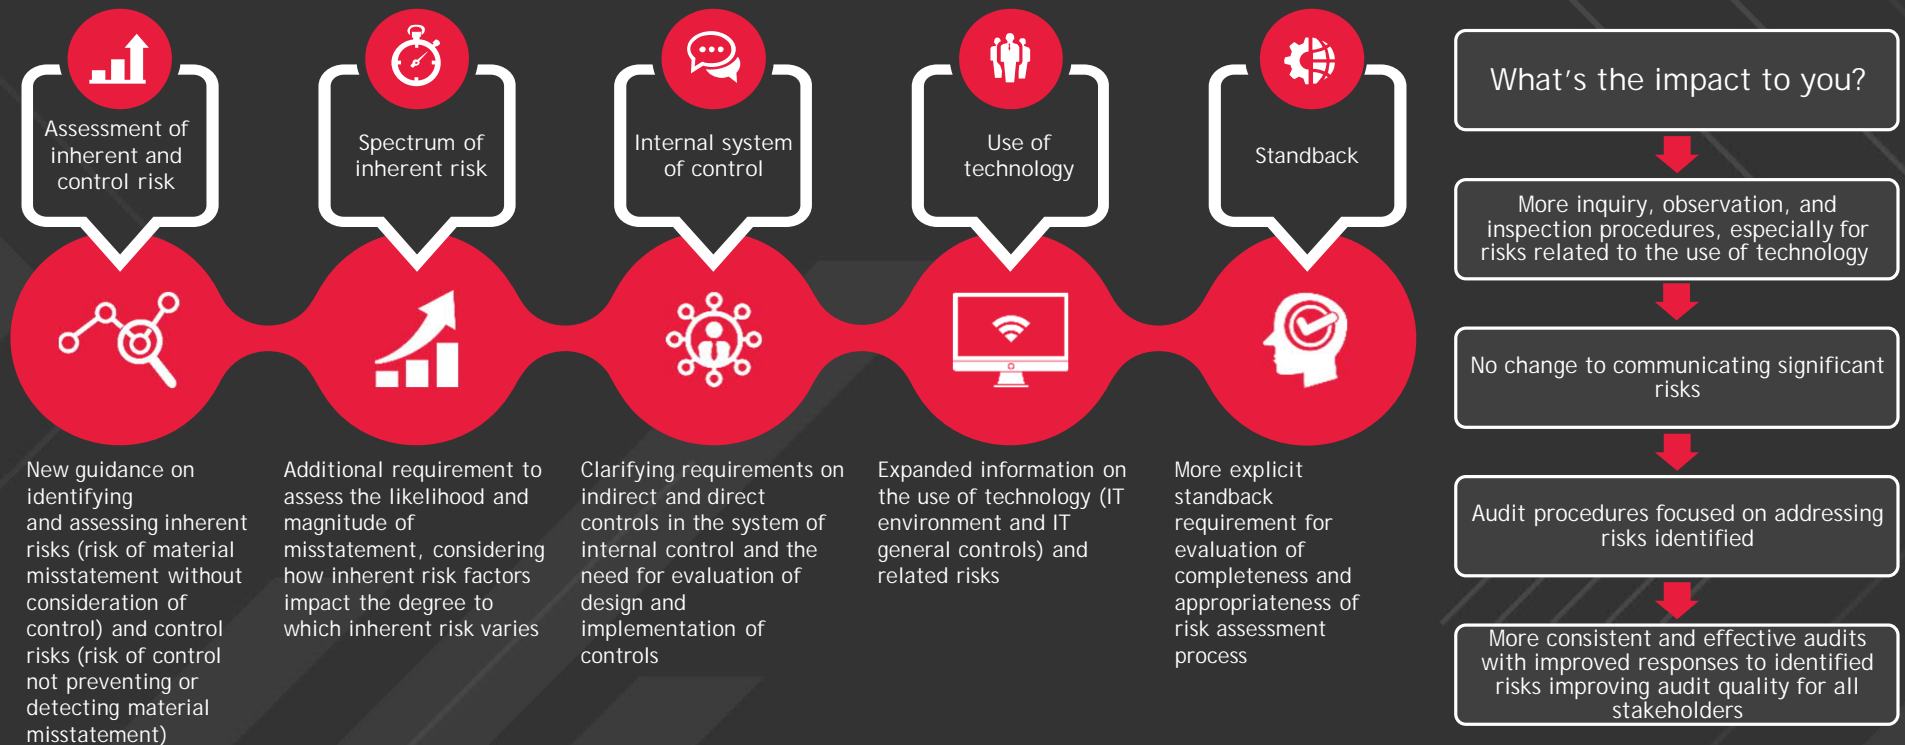 Assessment of
inherent and
control risk
Spectrum of
inherent risk
Internal system
of control
Use of
technology
Standback
New guidance on
identifying
and assessing inherent
risks (risk of material
misstatement without
consideration of
control) and control
risks (risk of control
not preventing or
detecting material
misstatement)
Additional requirement to
assess the likelihood and
magnitude of
misstatement, considering
how inherent risk factors
impact the degree to
which inherent risk varies
Clarifying requirements on
indirect and direct
controls in the system of
internal control and the
need for evaluation of
design and
implementation of
controls
Expanded information on
the use of technology (IT
environment and IT
general controls) and
related risks
More explicit
standback
requirement for
evaluation of
completeness and
appropriateness of
risk assessment
process
What's the impact to you?
More inquiry, observation, and
inspection procedures, especially for
risks related to the use of technology
No change to communicating significant
risks
Audit procedures focused on addressing
risks identified
More consistent and effective audits
with improved responses to identified
risks improving audit quality for all
stakeholders